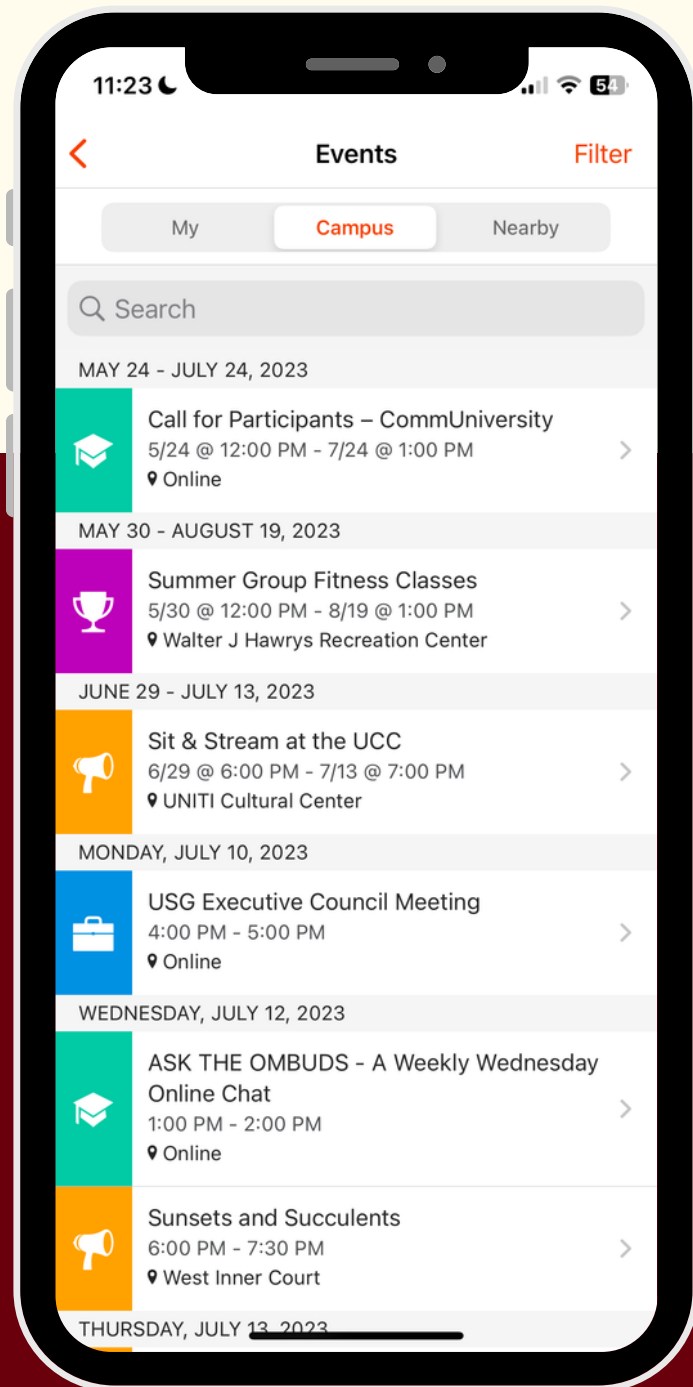 11:23
54
Events
Filter
My
Campus
Nearby
Search
MAY 24 - JULY 24, 2023
Call for Participants – CommUniversity
5/24 @ 12:00 PM - 7/24 @ 1:00 PM
Online
MAY 30 - AUGUST 19, 2023
Summer Group Fitness Classes
5/30 @ 12:00 PM - 8/19 @ 1:00 PM
Walter J Hawrys Recreation Center
JUNE 29 - JULY 13, 2023
Sit & Stream at the UCC
6/29 @ 6:00 PM - 7/13 @ 7:00 PM
UNITI Cultural Center
MONDAY, JULY 10, 2023
USG Executive Council Meeting
4:00 PM - 5:00 PM
Online
WEDNESDAY, JULY 12, 2023
ASK THE OMBUDS - A Weekly Wednesday
Online Chat
1:00 PM - 2:00 PM
Online
Sunsets and Succulents
6:00 PM - 7:30 PM
West Inner Court
THURSDAY, JULY 13, 2023